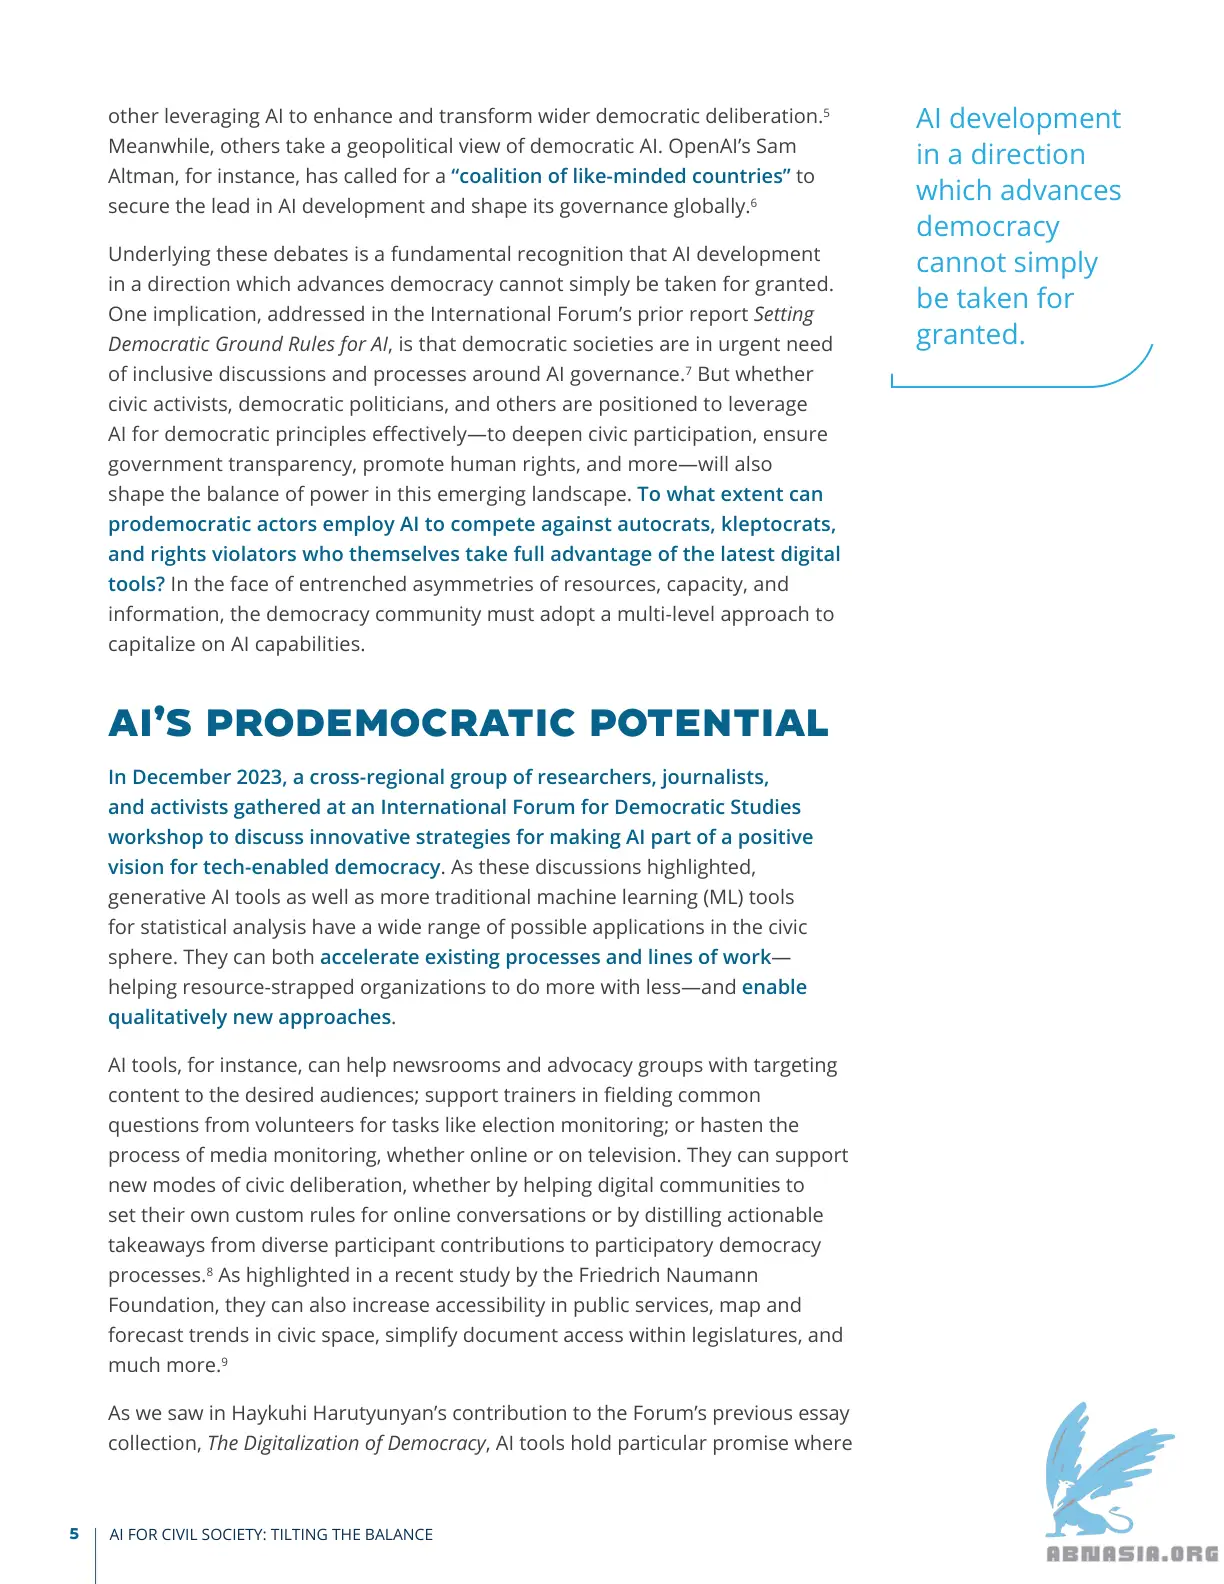 other leveraging AI to enhance and transform wider democratic deliberation.5
Meanwhile, others take a geopolitical view of democratic AI. OpenAI’s Sam
Altman, for instance, has called for a “coalition of like-minded countries” to
secure the lead in AI development and shape its governance globally.6
Underlying these debates is a fundamental recognition that AI development
in a direction which advances democracy cannot simply be taken for granted.
One implication, addressed in the International Forum’s prior report Setting
Democratic Ground Rules for AI, is that democratic societies are in urgent need
of inclusive discussions and processes around AI governance.7 But whether
civic activists, democratic politicians, and others are positioned to leverage
AI for democratic principles effectively—to deepen civic participation, ensure
government transparency, promote human rights, and more—will also
shape the balance of power in this emerging landscape. To what extent can
prodemocratic actors employ AI to compete against autocrats, kleptocrats,
and rights violators who themselves take full advantage of the latest digital
tools? In the face of entrenched asymmetries of resources, capacity, and
information, the democracy community must adopt a multi-level approach to
capitalize on AI capabilities.
AI development
in a direction
which advances
democracy
cannot simply
be taken for
granted.
AI’S PRODEMOCRATIC POTENTIAL
In December 2023, a cross-regional group of researchers, journalists,
and activists gathered at an International Forum for Democratic Studies
workshop to discuss innovative strategies for making AI part of a positive
vision for tech-enabled democracy. As these discussions highlighted,
generative AI tools as well as more traditional machine learning (ML) tools
for statistical analysis have a wide range of possible applications in the civic
sphere. They can both accelerate existing processes and lines of work—
helping resource-strapped organizations to do more with less—and enable
qualitatively new approaches.
AI tools, for instance, can help newsrooms and advocacy groups with targeting
content to the desired audiences; support trainers in fielding common
questions from volunteers for tasks like election monitoring; or hasten the
process of media monitoring, whether online or on television. They can support
new modes of civic deliberation, whether by helping digital communities to
set their own custom rules for online conversations or by distilling actionable
takeaways from diverse participant contributions to participatory democracy
processes.8 As highlighted in a recent study by the Friedrich Naumann
Foundation, they can also increase accessibility in public services, map and
forecast trends in civic space, simplify document access within legislatures, and
much more.9
As we saw in Haykuhi Harutyunyan’s contribution to the Forum’s previous essay
collection, The Digitalization of Democracy, AI tools hold particular promise where
5 AI FOR CIVIL SOCIETY: TILTING THE BALANCE
ABNASIA.ORG